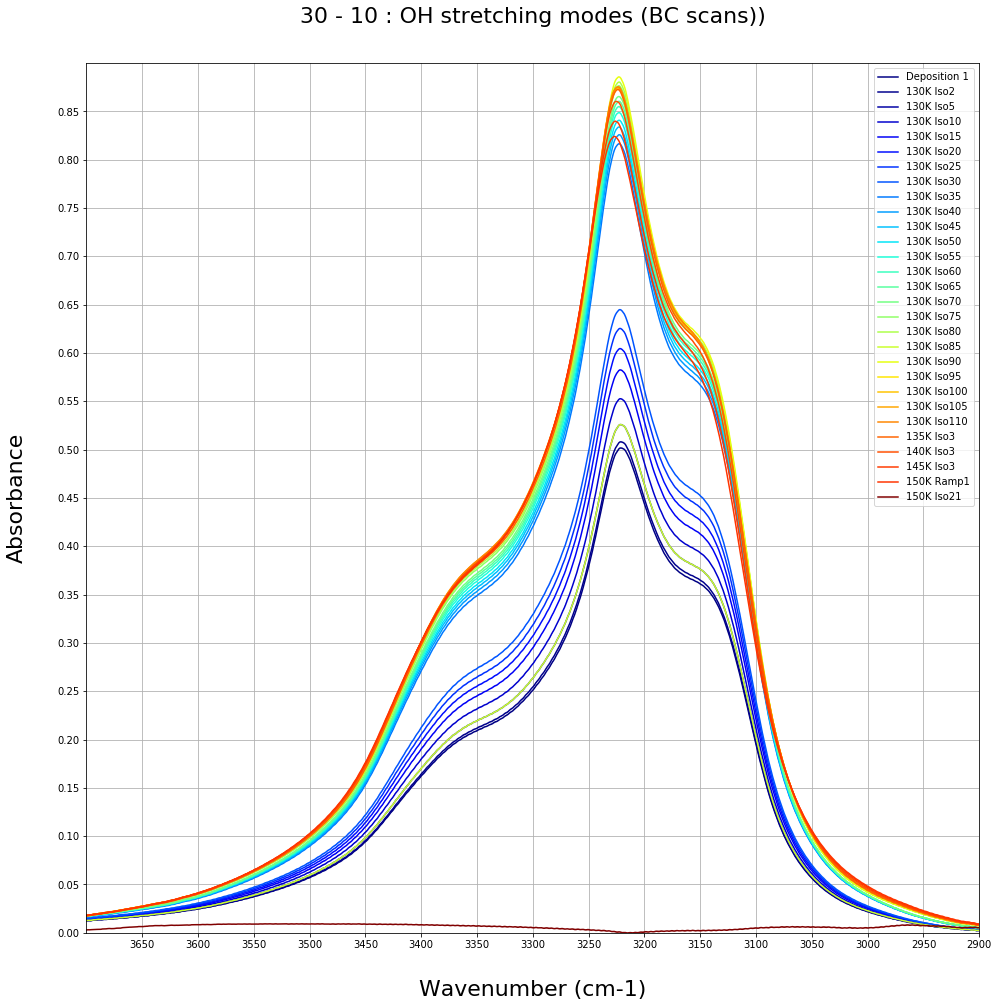 30 - 10 : OH stretching modes (BC scans))
Deposition 1
130K Iso2
130K Iso5
130K Iso10
130K Iso15
130K Iso20
130K Iso25
130K Iso30
130K Iso35
130K Iso40
130K Iso45
130K Iso50
130K Iso55
130K Iso60
130K Iso65
130K Iso70
130K Iso75
130K Iso80
130K Iso85
130K Iso90
130K Iso95
130K Iso100
130K Iso105
130K Iso110
135K Iso3
140K Iso3
145K Iso3
150K Ramp1
150K Iso21
0.85
0.80
0.75
0.70
0.65
0.60
0.55
0.50
0.45
0.40
0.35
0.30
0.25
0.20
0.15
0.10
0.05
0.00
Absorbance
3650 3600 3550 3500 3450 3400 3350 3300 3250 3200 3150 3100 3050 3000 2950 2900
Wavenumber (cm-1)